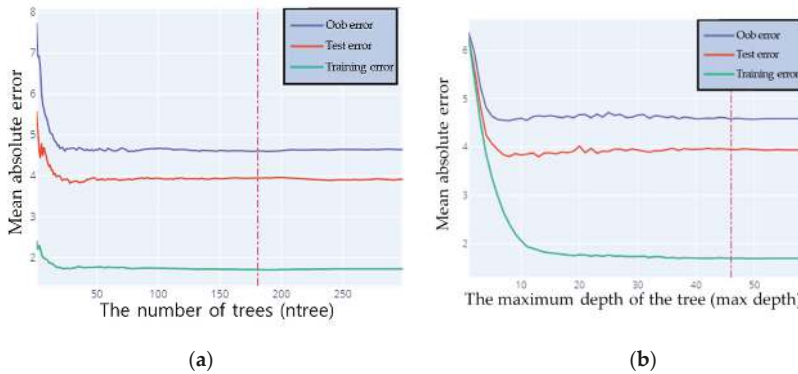 8
7
6
5
4
3
2
Mean absolute error
Oob error
Test error
Training error
50
100
150
200
250
The number of trees (ntree)
(a)
6
5
4
3
2
Mean absolute error
Oob error
Test error
Training error
10
20
30
40
50
The maximum depth of the tree (max depth)
(b)